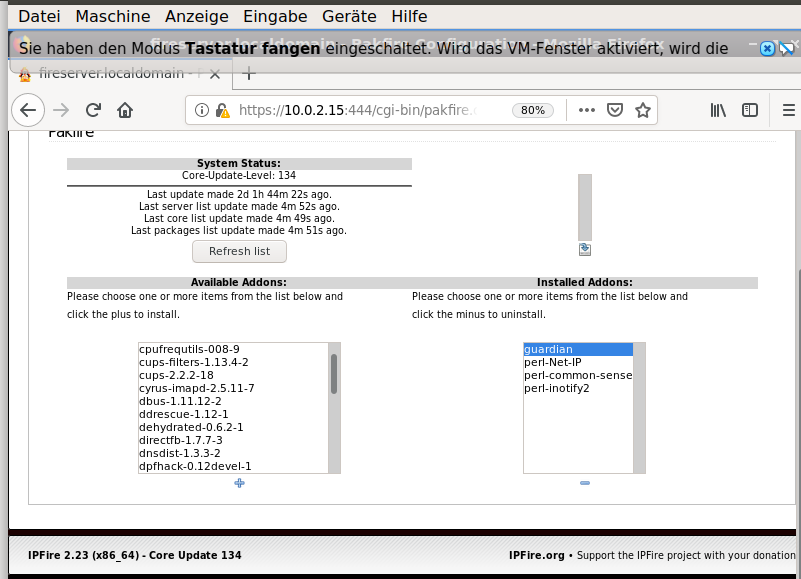 Datei Maschine Anzeige Eingabe Geräte Hilfe
Sie haben den Modus Tastatur fangen eingeschaltet. Wird das VM-Fenster aktiviert, wird die
fireserver.localdomain - F
https://10.0.2.15:444/cgi-bin/pakfire.c 80%
Pakfire
System Status:
Core-Update-Level: 134
Last update made 2d 1h 44m 22s ago.
Last server list update made 4m 52s ago.
Last core list update made 4m 49s ago.
Last packages list update made 4m 51s ago.
Refresh list
Available Addons:
Please choose one or more items from the list below and
click the plus to install.
cpufrequtils-008-9
cups-filters-1.13.4-2
cups-2.2.2-18
cyrus-imapd-2.5.11-7
dbus-1.11.12-2
ddrescue-1.12-1
dehydrated-0.6.2-1
directfb-1.7.7-3
dnsdist-1.3.3-2
dpfhack-0.12devel-1
Installed Addons:
Please choose one or more items from the list below and
click the minus to uninstall.
guardian
perl-Net-IP
perl-common-sense
perl-inotify2
IPFire 2.23 (x86_64) - Core Update 134
IPFire.org • Support the IPFire project with your donation